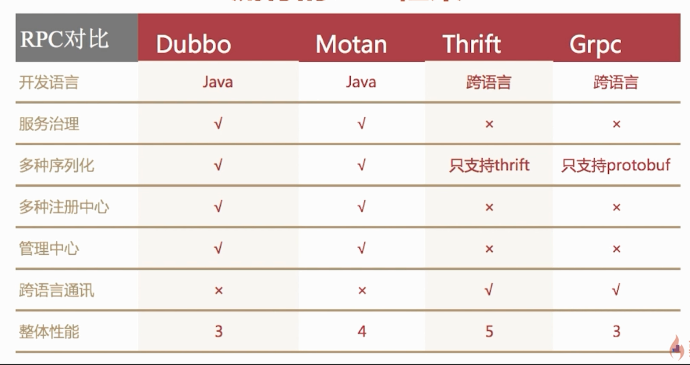 RPC对比 Dubbo Motan Thrift Grpc
开发语言 Java Java 跨语言 跨语言
服务治理 √ √ × ×
多种序列化 √ √ 只支持thrift 只支持protobuf
多种注册中心 √ √ × ×
管理中心 √ √ × ×
跨语言通讯 × × √ √
整体性能 3 4 5 3